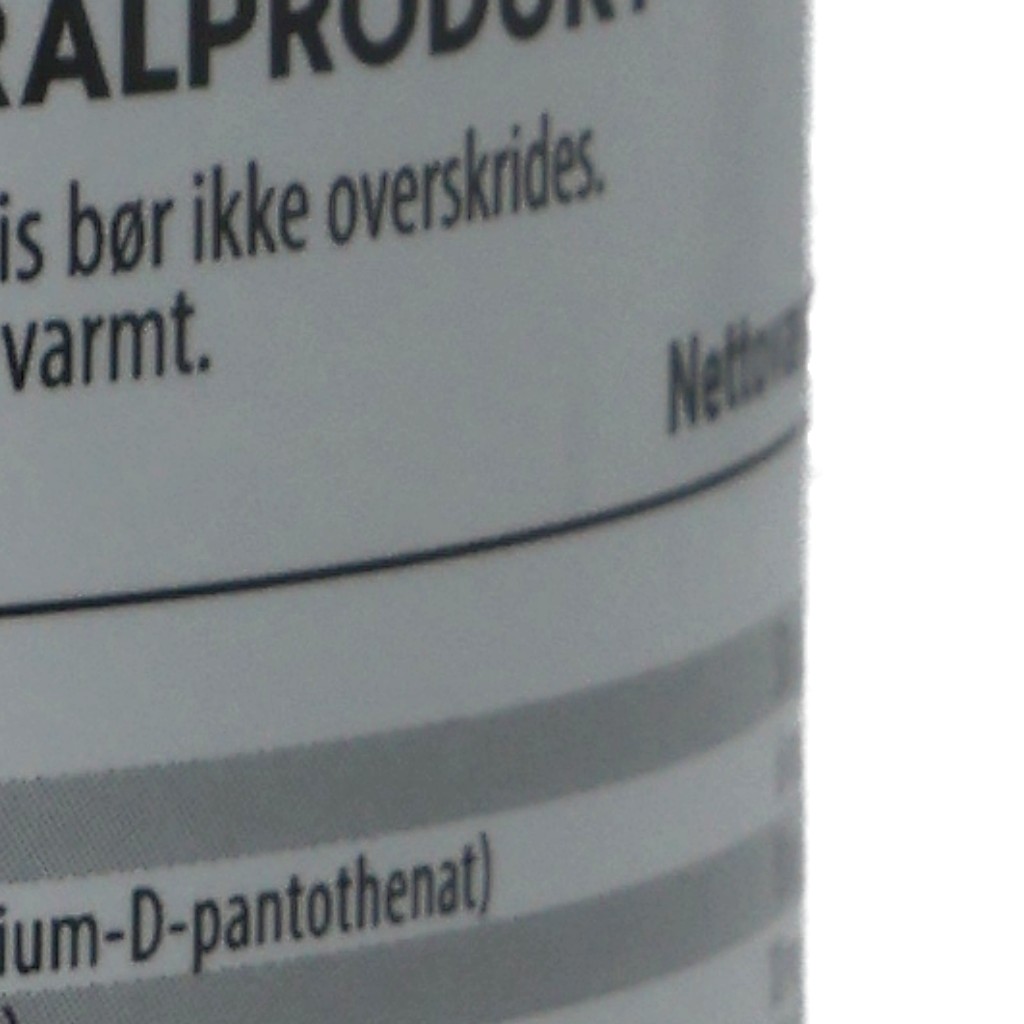 RALPRODUKT
is bør ikke overskrides.
varmt.
ium-D-pantothenat)